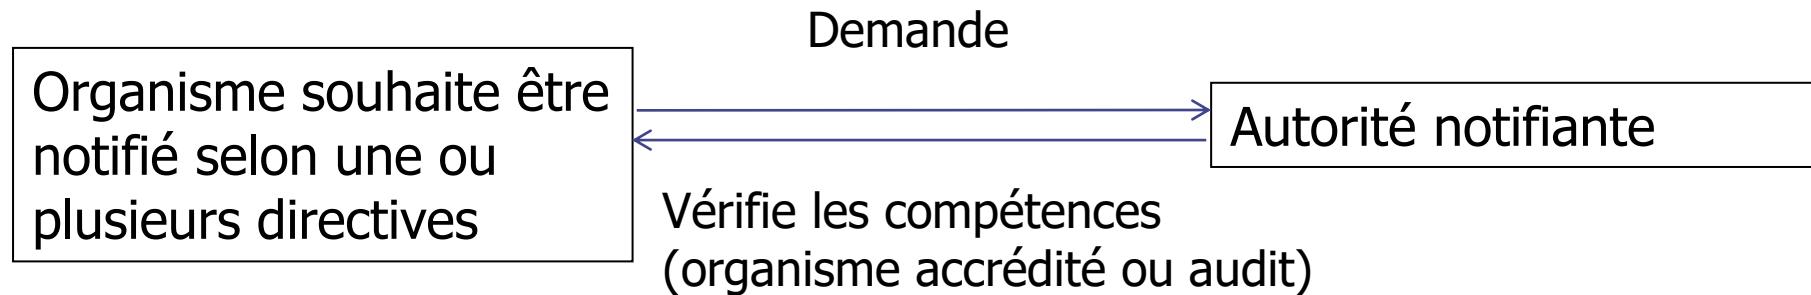 Demande
Organisme souhaite être
notifié selon une ou
plusieurs directives
Autorité notifiante
Vérifie les compétences
(organisme accrédité ou audit)